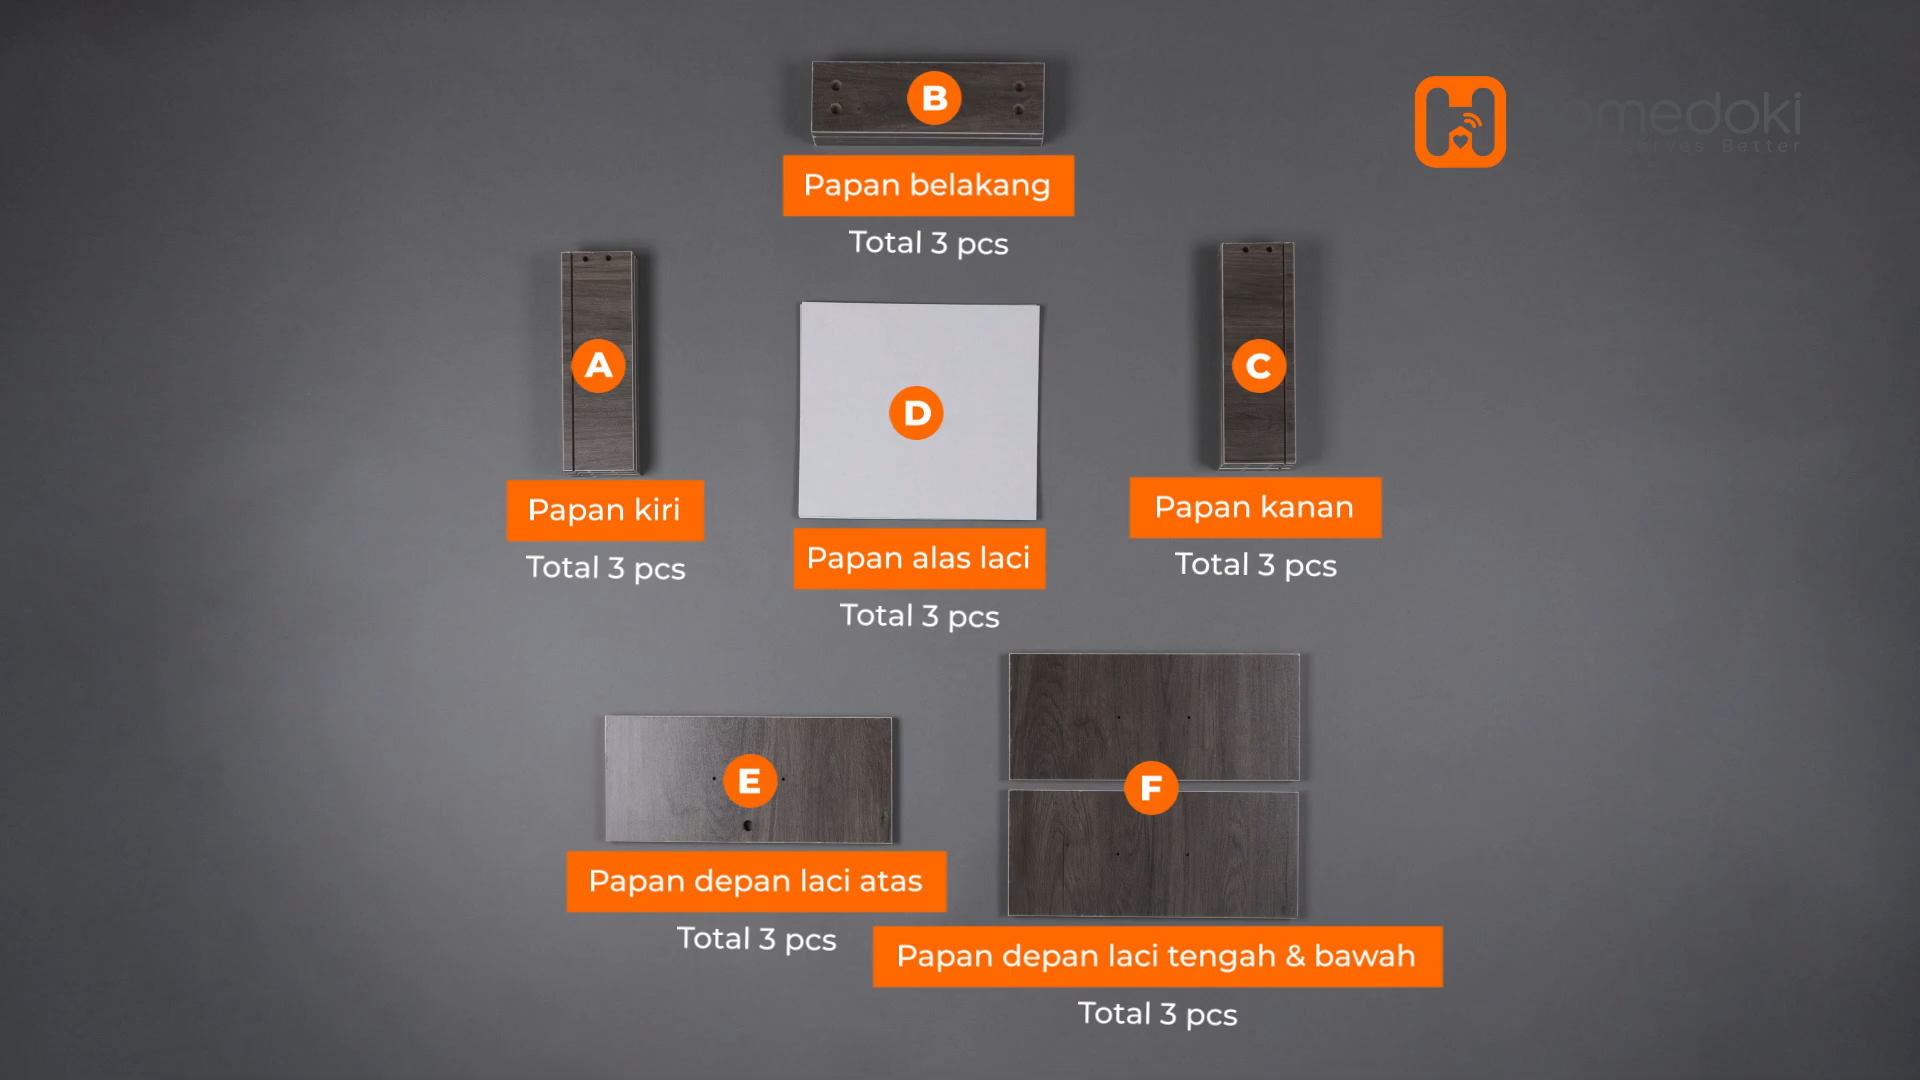 B
Papan belakang
Total 3 pcs
A
Papan kiri
Total 3 pcs
D
Papan alas laci
Total 3 pcs
C
Papan kanan
Total 3 pcs
E
Papan depan laci atas
Total 3 pcs
F
Papan depan laci tengah & bawah
Total 3 pcs
Better